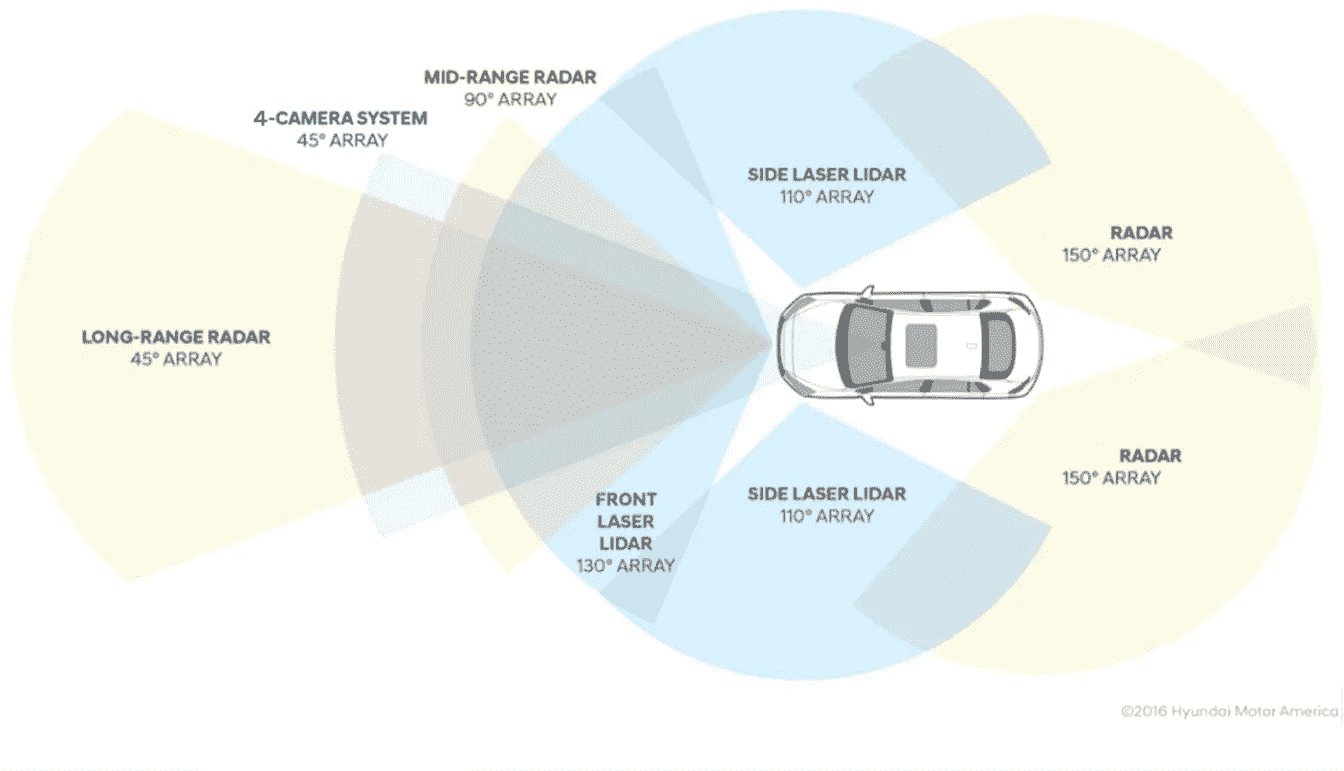 MID-RANGE RADAR
90° ARRAY
4-CAMERA SYSTEM
45° ARRAY
SIDE LASER LIDAR
110° ARRAY
RADAR
150° ARRAY
LONG-RANGE RADAR
45° ARRAY
RADAR
150° ARRAY
SIDE LASER LIDAR
110° ARRAY
FRONT
LASER
LIDAR
130° ARRAY
©2016 Hyundai Motor America